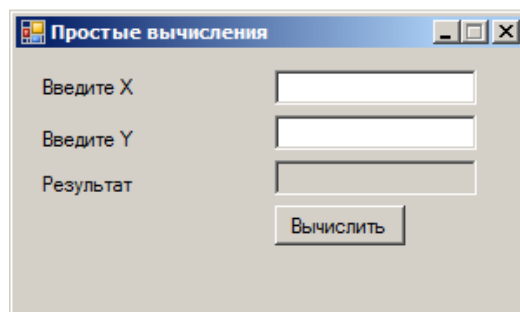 Простые вычисления
Введите X
Введите Y
Результат
Вычислить